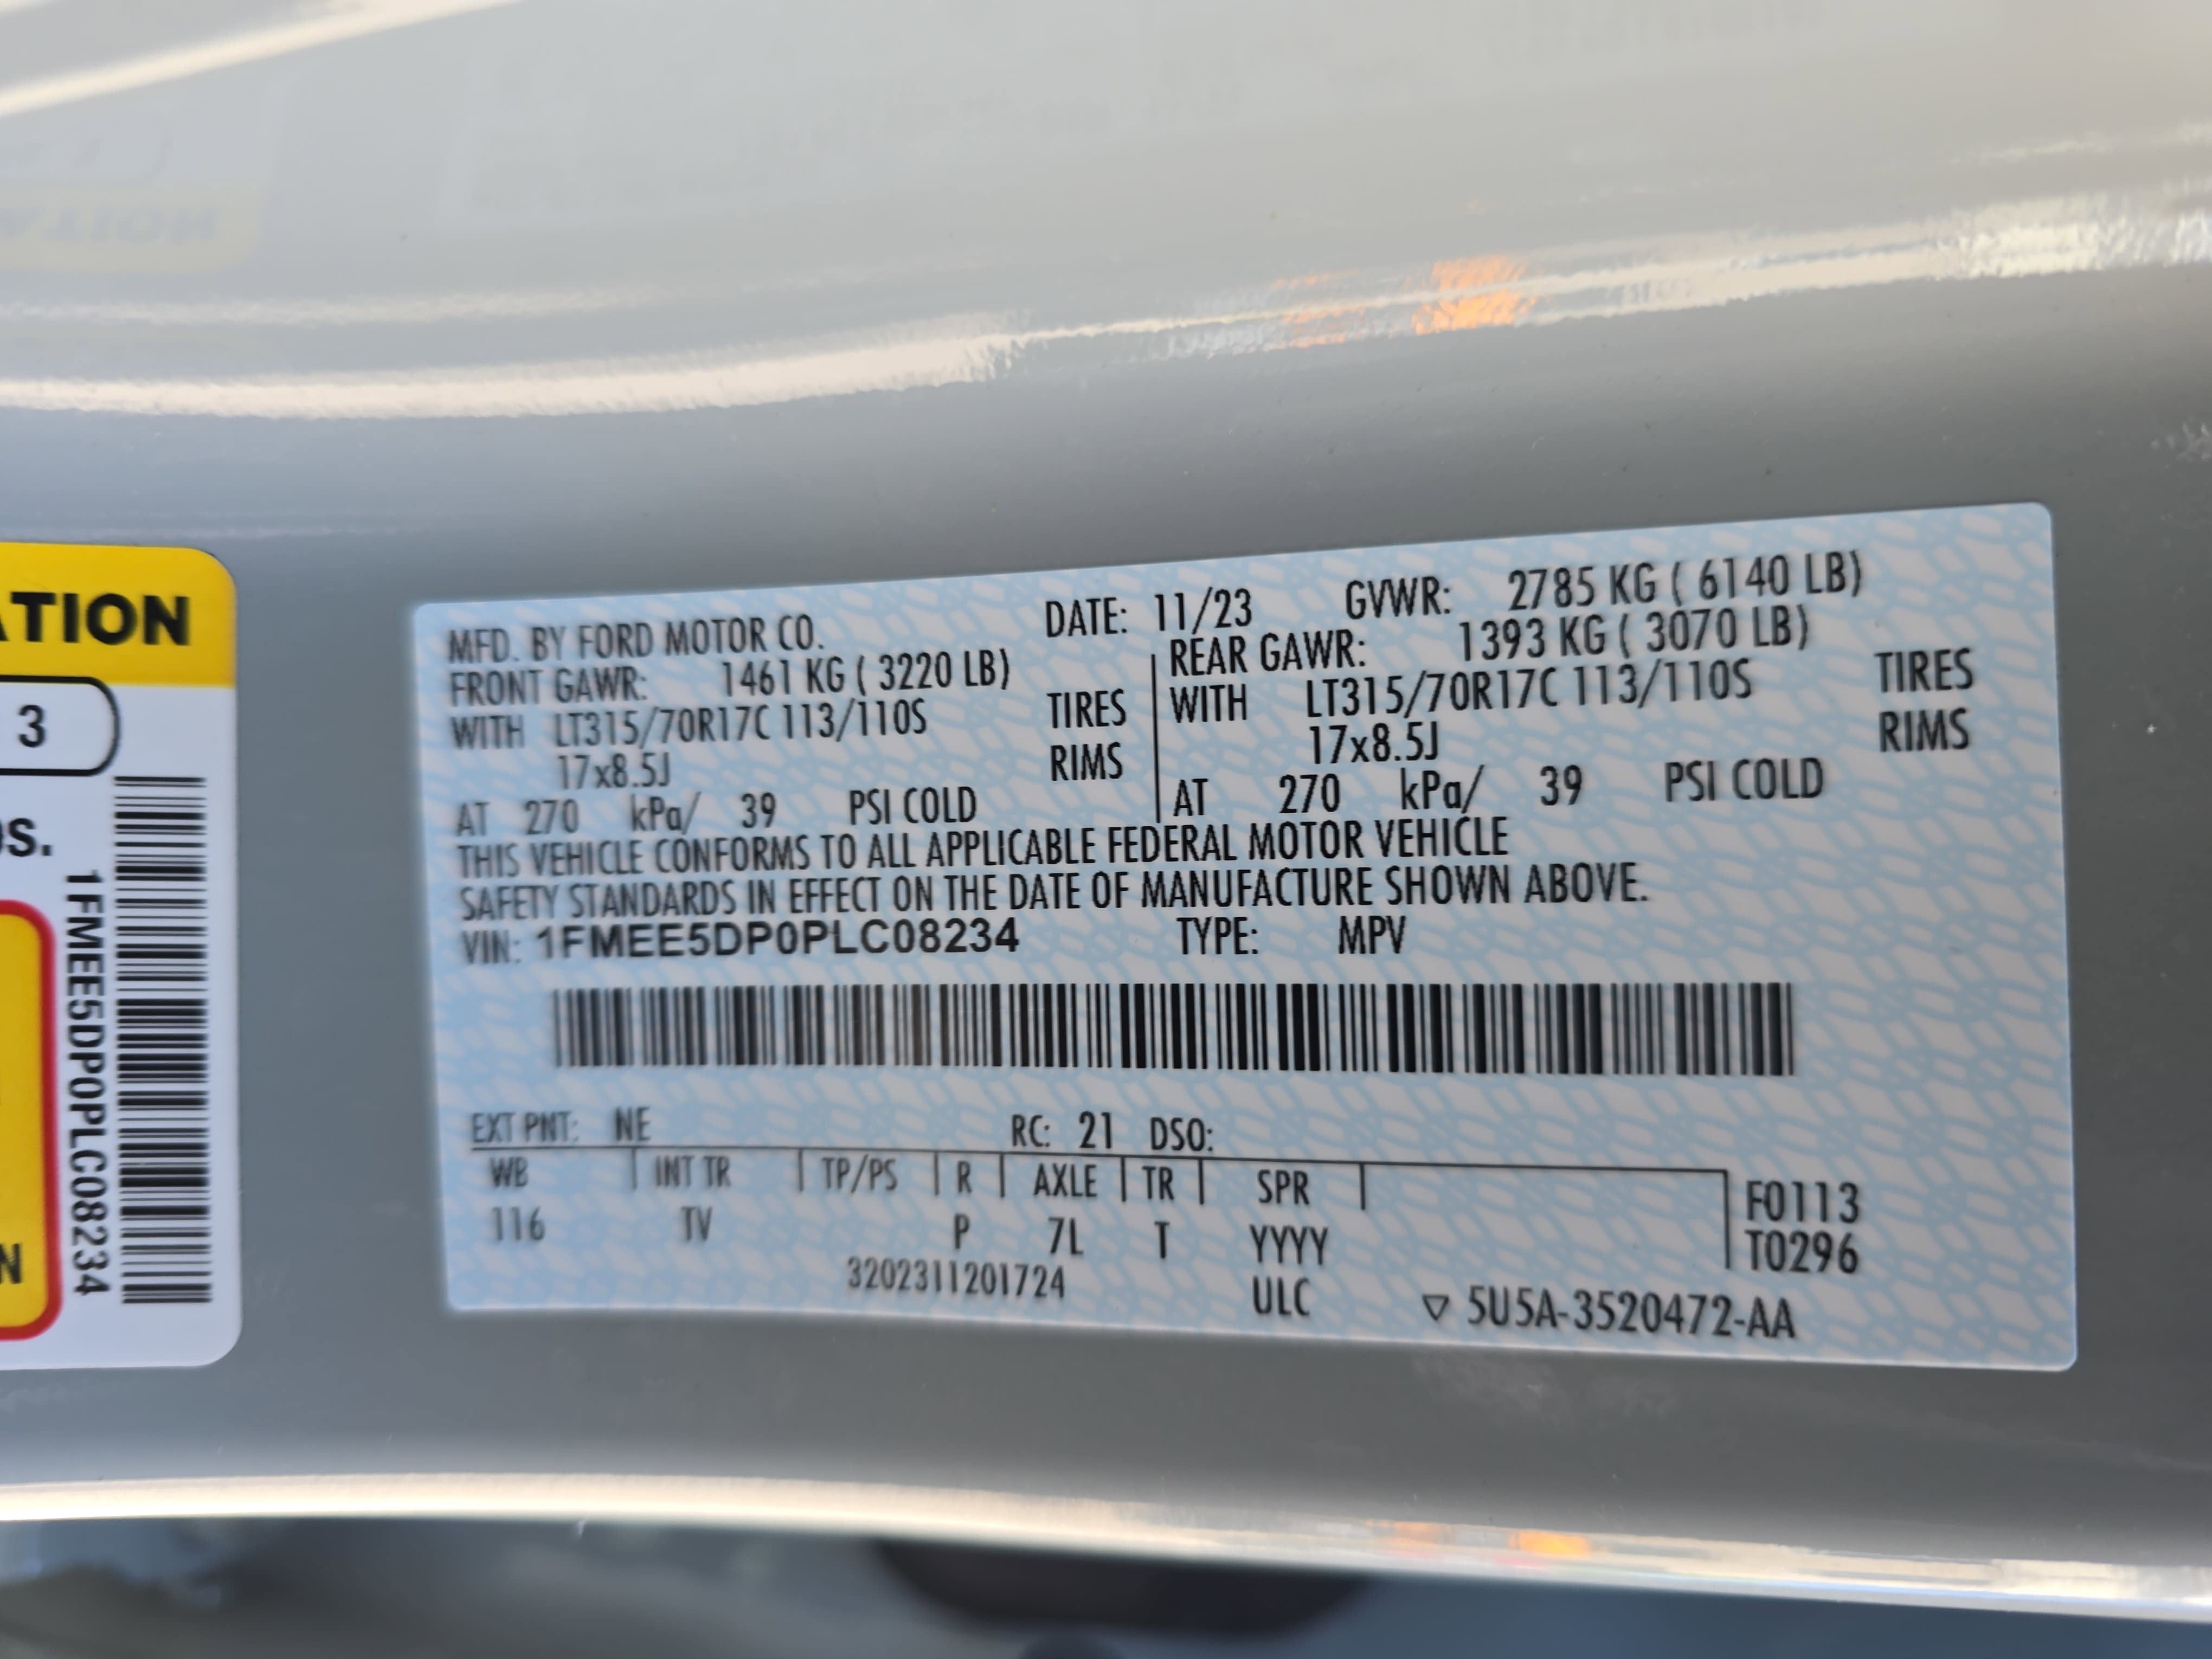 ATION
3
os.
1FMEE5DP0PLC08234
N
MFD. BY FORD MOTOR CO. DATE: 11/23 GVWR: 2785 KG ( 6140 LB)
FRONT GAWR: 1461 KG ( 3220 LB) REAR GAWR: 1393 KG ( 3070 LB)
WITH LT315/70R17C 113/110S TIRES WITH LT315/70R17C 113/110S TIRES
17x8.5J RIMS 17x8.5J RIMS
AT 270 kPa/ 39 PSI COLD AT 270 kPa/ 39 PSI COLD
THIS VEHICLE CONFORMS TO ALL APPLICABLE FEDERAL MOTOR VEHICLE
SAFETY STANDARDS IN EFFECT ON THE DATE OF MANUFACTURE SHOWN ABOVE.
VIN: 1FMEE5DP0PLC08234 TYPE: MPV
EXT PNT: NE RC: 21 DSO:
WB INT TR TP/PS R AXLE TR SPR F0113
116 TV P 7L T YYYY T0296
3202311201724 ULC ▽ 5U5A-3520472-AA